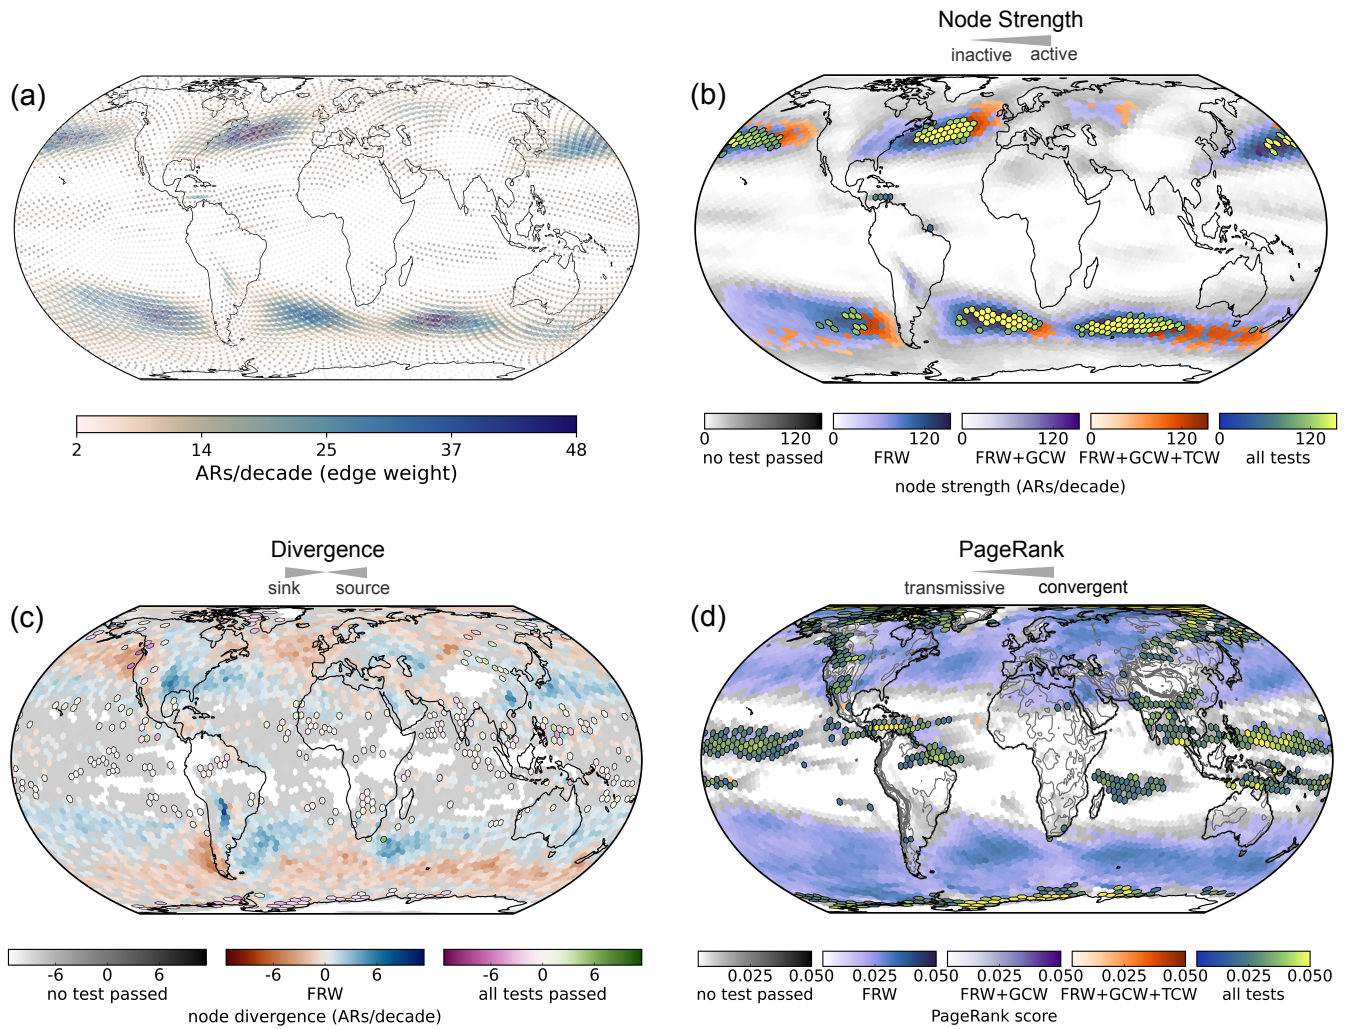 (a)
2 14 25 37 48
ARs/decade (edge weight)
Node Strength
inactive active
(b)
0 120 0 120 0 120 0 120 0 120
no test passed FRW FRW+GCW FRW+GCW+TCW all tests
node strength (ARs/decade)
Divergence
sink source
(c)
-6 0 6 -6 0 6 -6 0 6
no test passed FRW all tests passed
node divergence (ARs/decade)
PageRank
transmissive convergent
(d)
0.025 0.050 0.025 0.050 0.025 0.050 0.025 0.050 0.025 0.050
no test passed FRW FRW+GCW FRW+GCW+TCW all tests
PageRank score